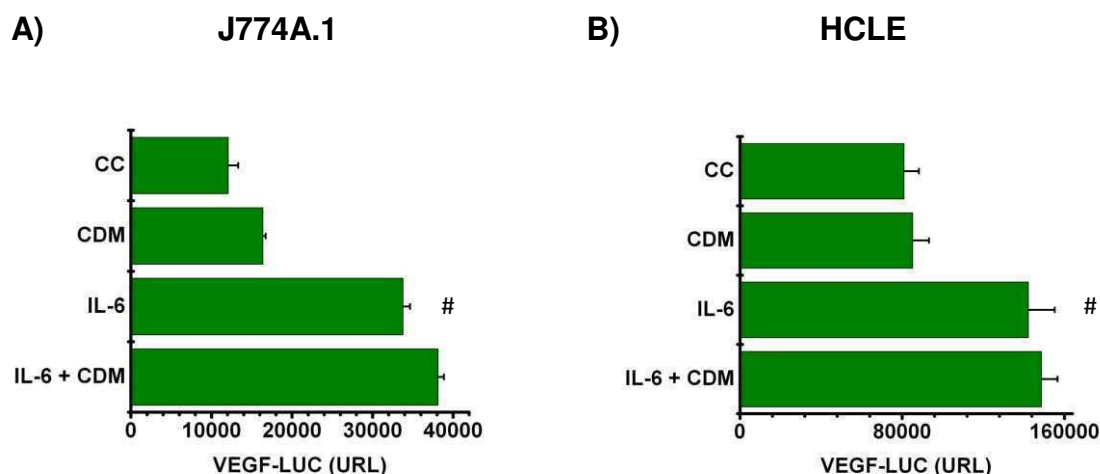 A) J774A.1
CC
CDM
IL-6 #
IL-6 + CDM
0 10000 20000 30000 40000
VEGF-LUC (URL)
B) HCLE
CC
CDM
IL-6 #
IL-6 + CDM
0 80000 160000
VEGF-LUC (URL)